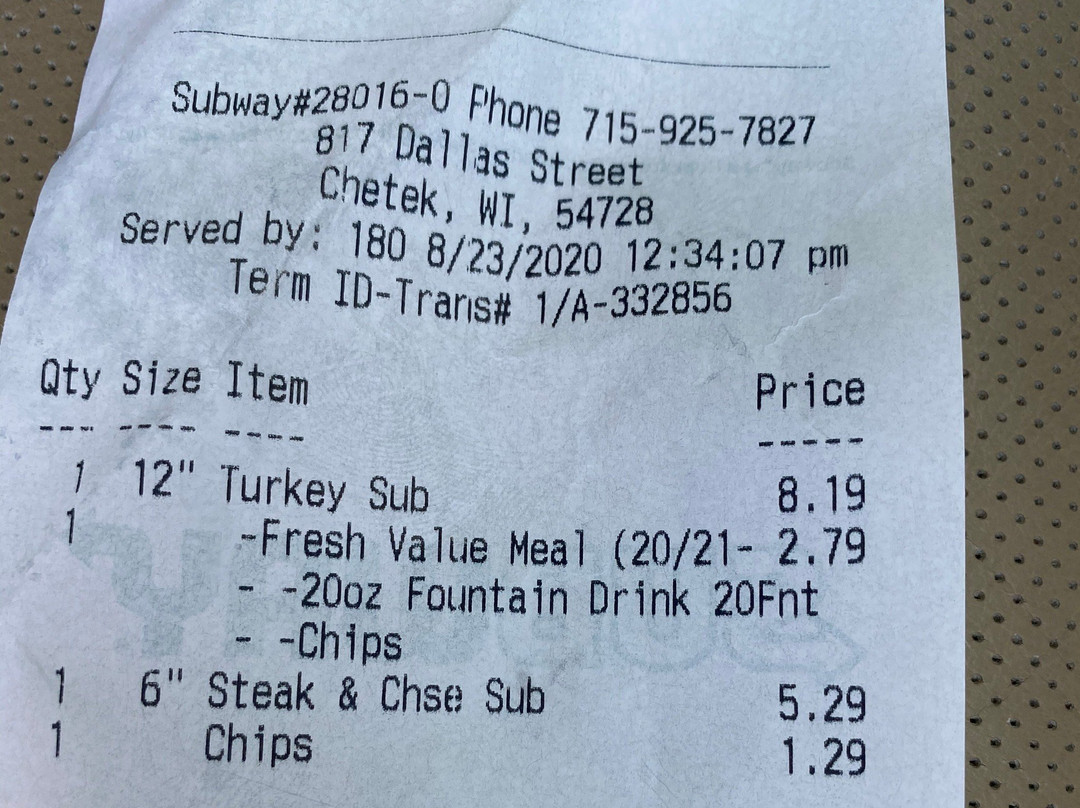 Subway#28016-0 Phone 715-925-7827
817 Dallas Street
Chetek, WI, 54728
Served by: 180 8/23/2020 12:34:07 pm
Term ID-Trans# 1/A-332856
Qty Size Item Price
--- ---- ---- -----
1 12" Turkey Sub 8.19
1 -Fresh Value Meal (20/21- 2.79
- -20oz Fountain Drink 20Fnt
- -Chips
1 6" Steak & Chse Sub 5.29
1 Chips 1.29